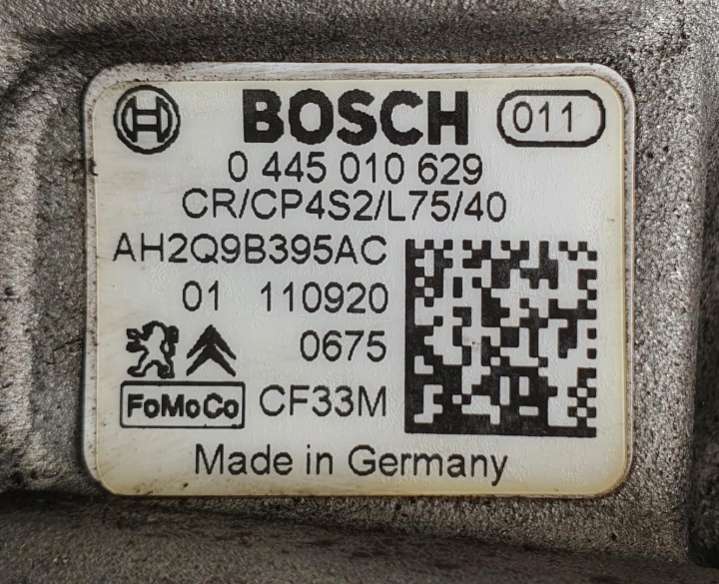 BOSCH 011
0 445 010 629
CR/CP4S2/L75/40
AH2Q9B395AC
01 110920
0675
FoMoCo CF33M
Made in Germany